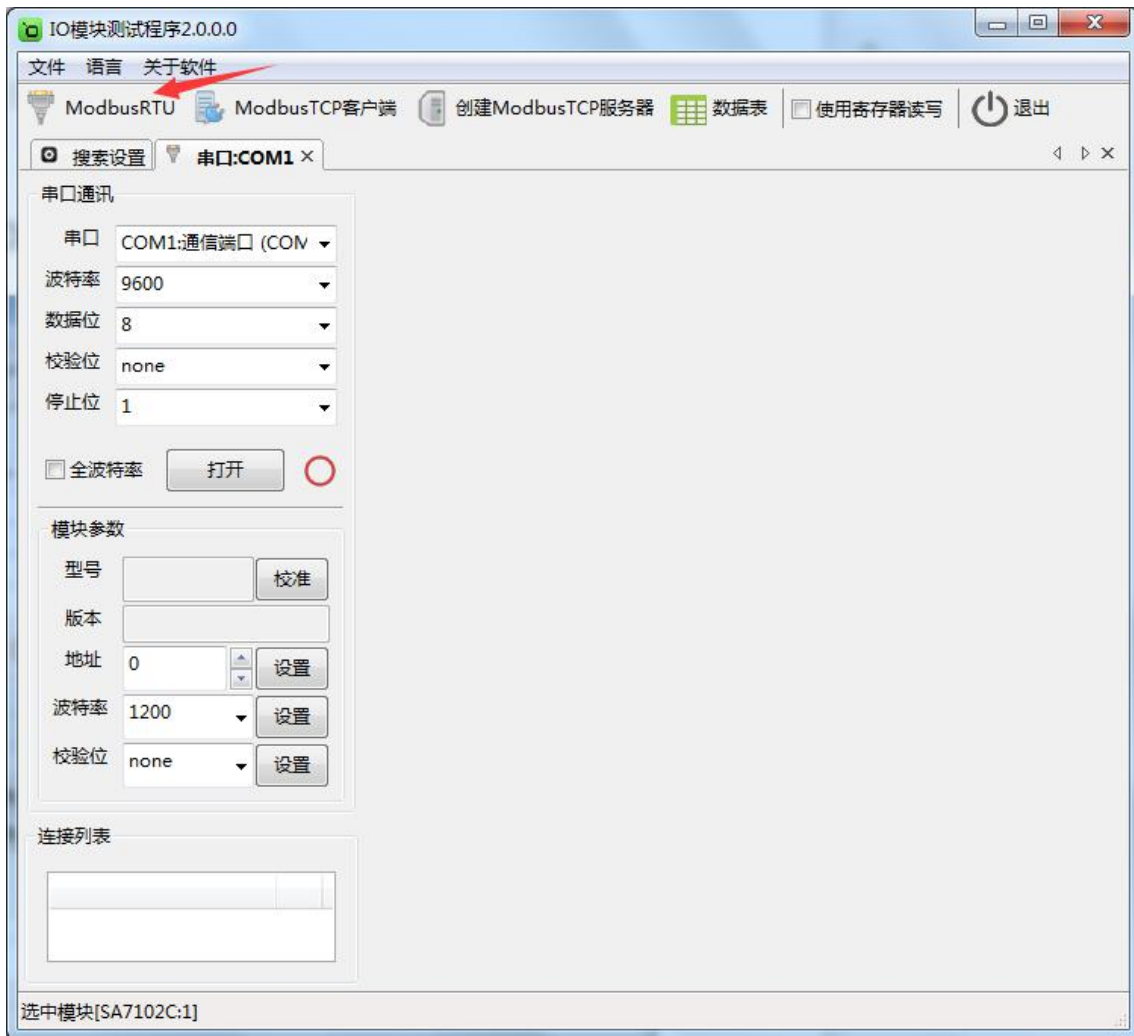 IO模块测试程序2.0.0.0
文件 语言 关于软件
ModbusRTU ModbusTCP客户端 创建ModbusTCP服务器 数据表 使用寄存器读写 退出
搜索设置 串口:COM1
串口通讯
串口 COM1:通信端口 (COM
波特率 9600
数据位 8
校验位 none
停止位 1
全波特率 打开
模块参数
型号 校准
版本
地址 0 设置
波特率 1200 设置
校验位 none 设置
连接列表
选中模块[SA7102C:1]